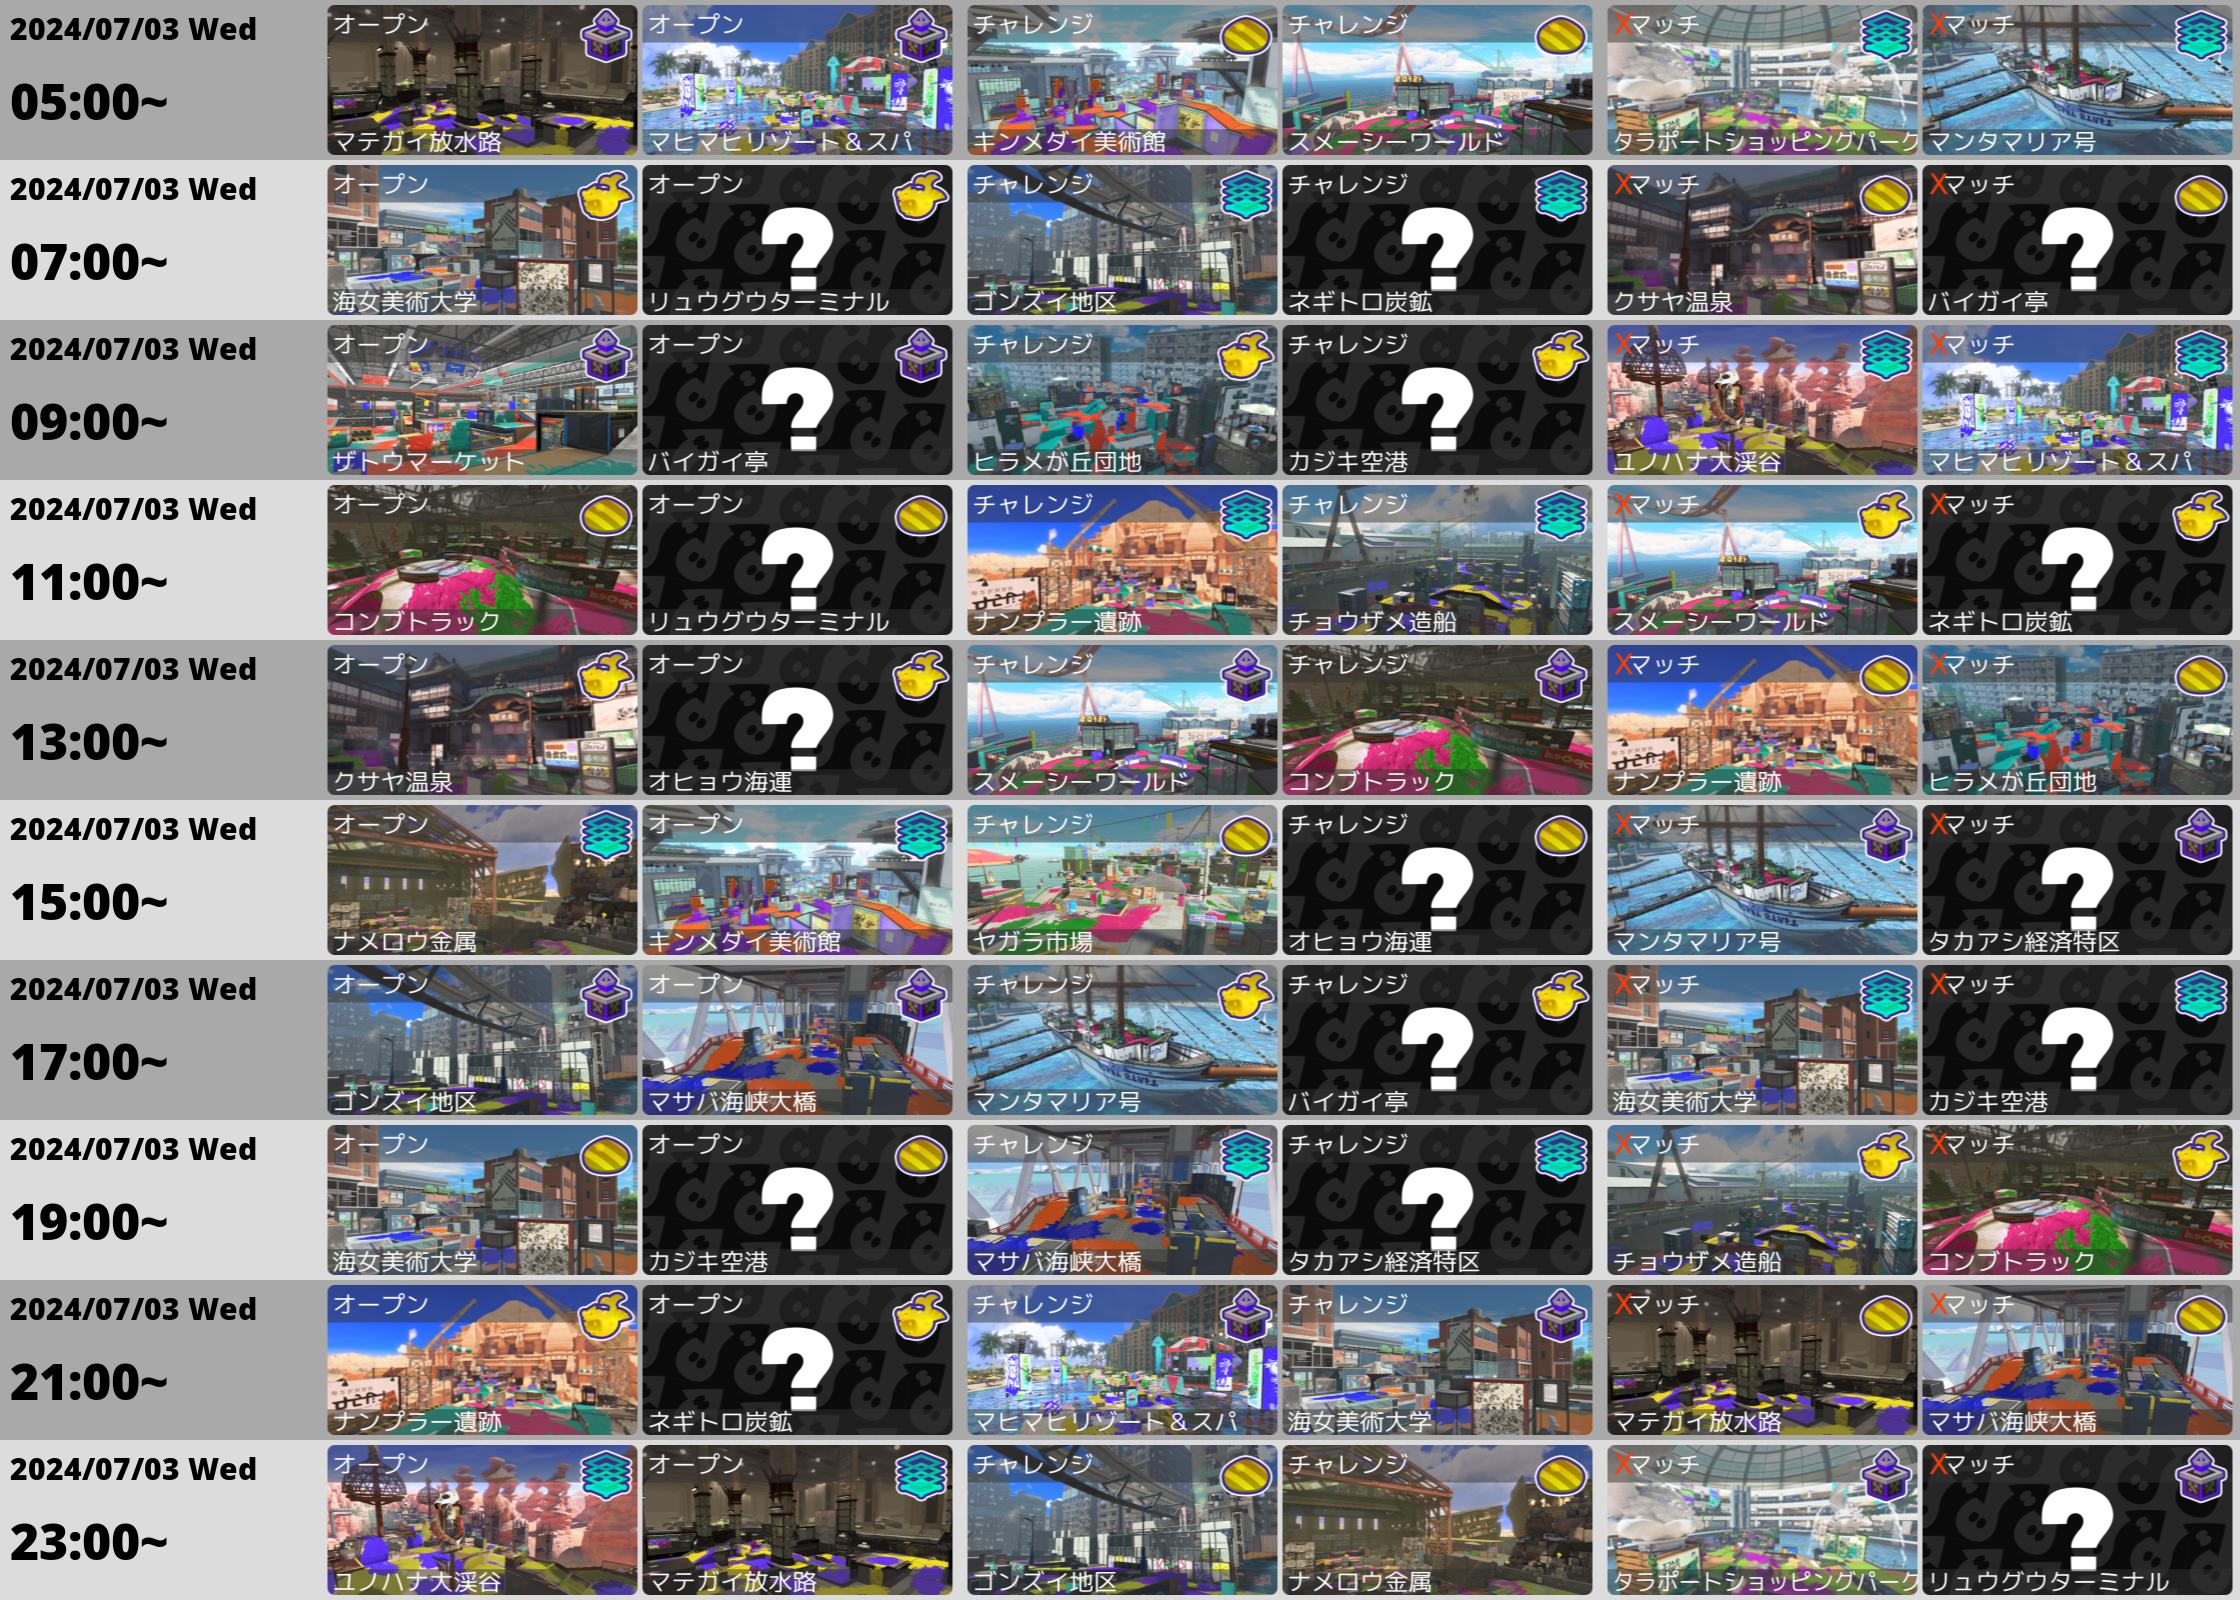 2024/07/03 Wed
05:00~
オープン
マテガイ放水路
オープン
マヒマヒリゾート＆スパ
チャレンジ
キンメダイ美術館
チャレンジ
スメーシーワールド
Xマッチ
タラポートショッピングパーク
Xマッチ
マンタマリア号
2024/07/03 Wed
07:00~
オープン
海女美術大学
オープン
リュウグウターミナル
チャレンジ
ゴンズイ地区
チャレンジ
ネギトロ炭鉱
Xマッチ
クサヤ温泉
Xマッチ
バイガイ亭
2024/07/03 Wed
09:00~
オープン
ザトウマーケット
オープン
バイガイ亭
チャレンジ
ヒラメが丘団地
チャレンジ
カジキ空港
Xマッチ
ユノハナ大渓谷
Xマッチ
マヒマヒリゾート＆スパ
2024/07/03 Wed
11:00~
オープン
コンブトラック
オープン
リュウグウターミナル
チャレンジ
ナンプラー遺跡
チャレンジ
チョウザメ造船
Xマッチ
スメーシーワールド
Xマッチ
ネギトロ炭鉱
2024/07/03 Wed
13:00~
オープン
クサヤ温泉
オープン
オヒョウ海運
チャレンジ
スメーシーワールド
チャレンジ
コンブトラック
Xマッチ
ナンプラー遺跡
Xマッチ
ヒラメが丘団地
2024/07/03 Wed
15:00~
オープン
ナメロウ金属
オープン
キンメダイ美術館
チャレンジ
ヤガラ市場
チャレンジ
オヒョウ海運
Xマッチ
マンタマリア号
Xマッチ
タカアシ経済特区
2024/07/03 Wed
17:00~
オープン
ゴンズイ地区
オープン
マサバ海峡大橋
チャレンジ
マンタマリア号
チャレンジ
バイガイ亭
Xマッチ
海女美術大学
Xマッチ
カジキ空港
2024/07/03 Wed
19:00~
オープン
海女美術大学
オープン
カジキ空港
チャレンジ
マサバ海峡大橋
チャレンジ
タカアシ経済特区
Xマッチ
チョウザメ造船
Xマッチ
コンブトラック
2024/07/03 Wed
21:00~
オープン
ナンプラー遺跡
オープン
ネギトロ炭鉱
チャレンジ
マヒマヒリゾート＆スパ
チャレンジ
海女美術大学
Xマッチ
マテガイ放水路
Xマッチ
マサバ海峡大橋
2024/07/03 Wed
23:00~
オープン
ユノハナ大渓谷
オープン
マテガイ放水路
チャレンジ
ゴンズイ地区
チャレンジ
ナメロウ金属
Xマッチ
タラポートショッピングパーク
Xマッチ
リュウグウターミナル